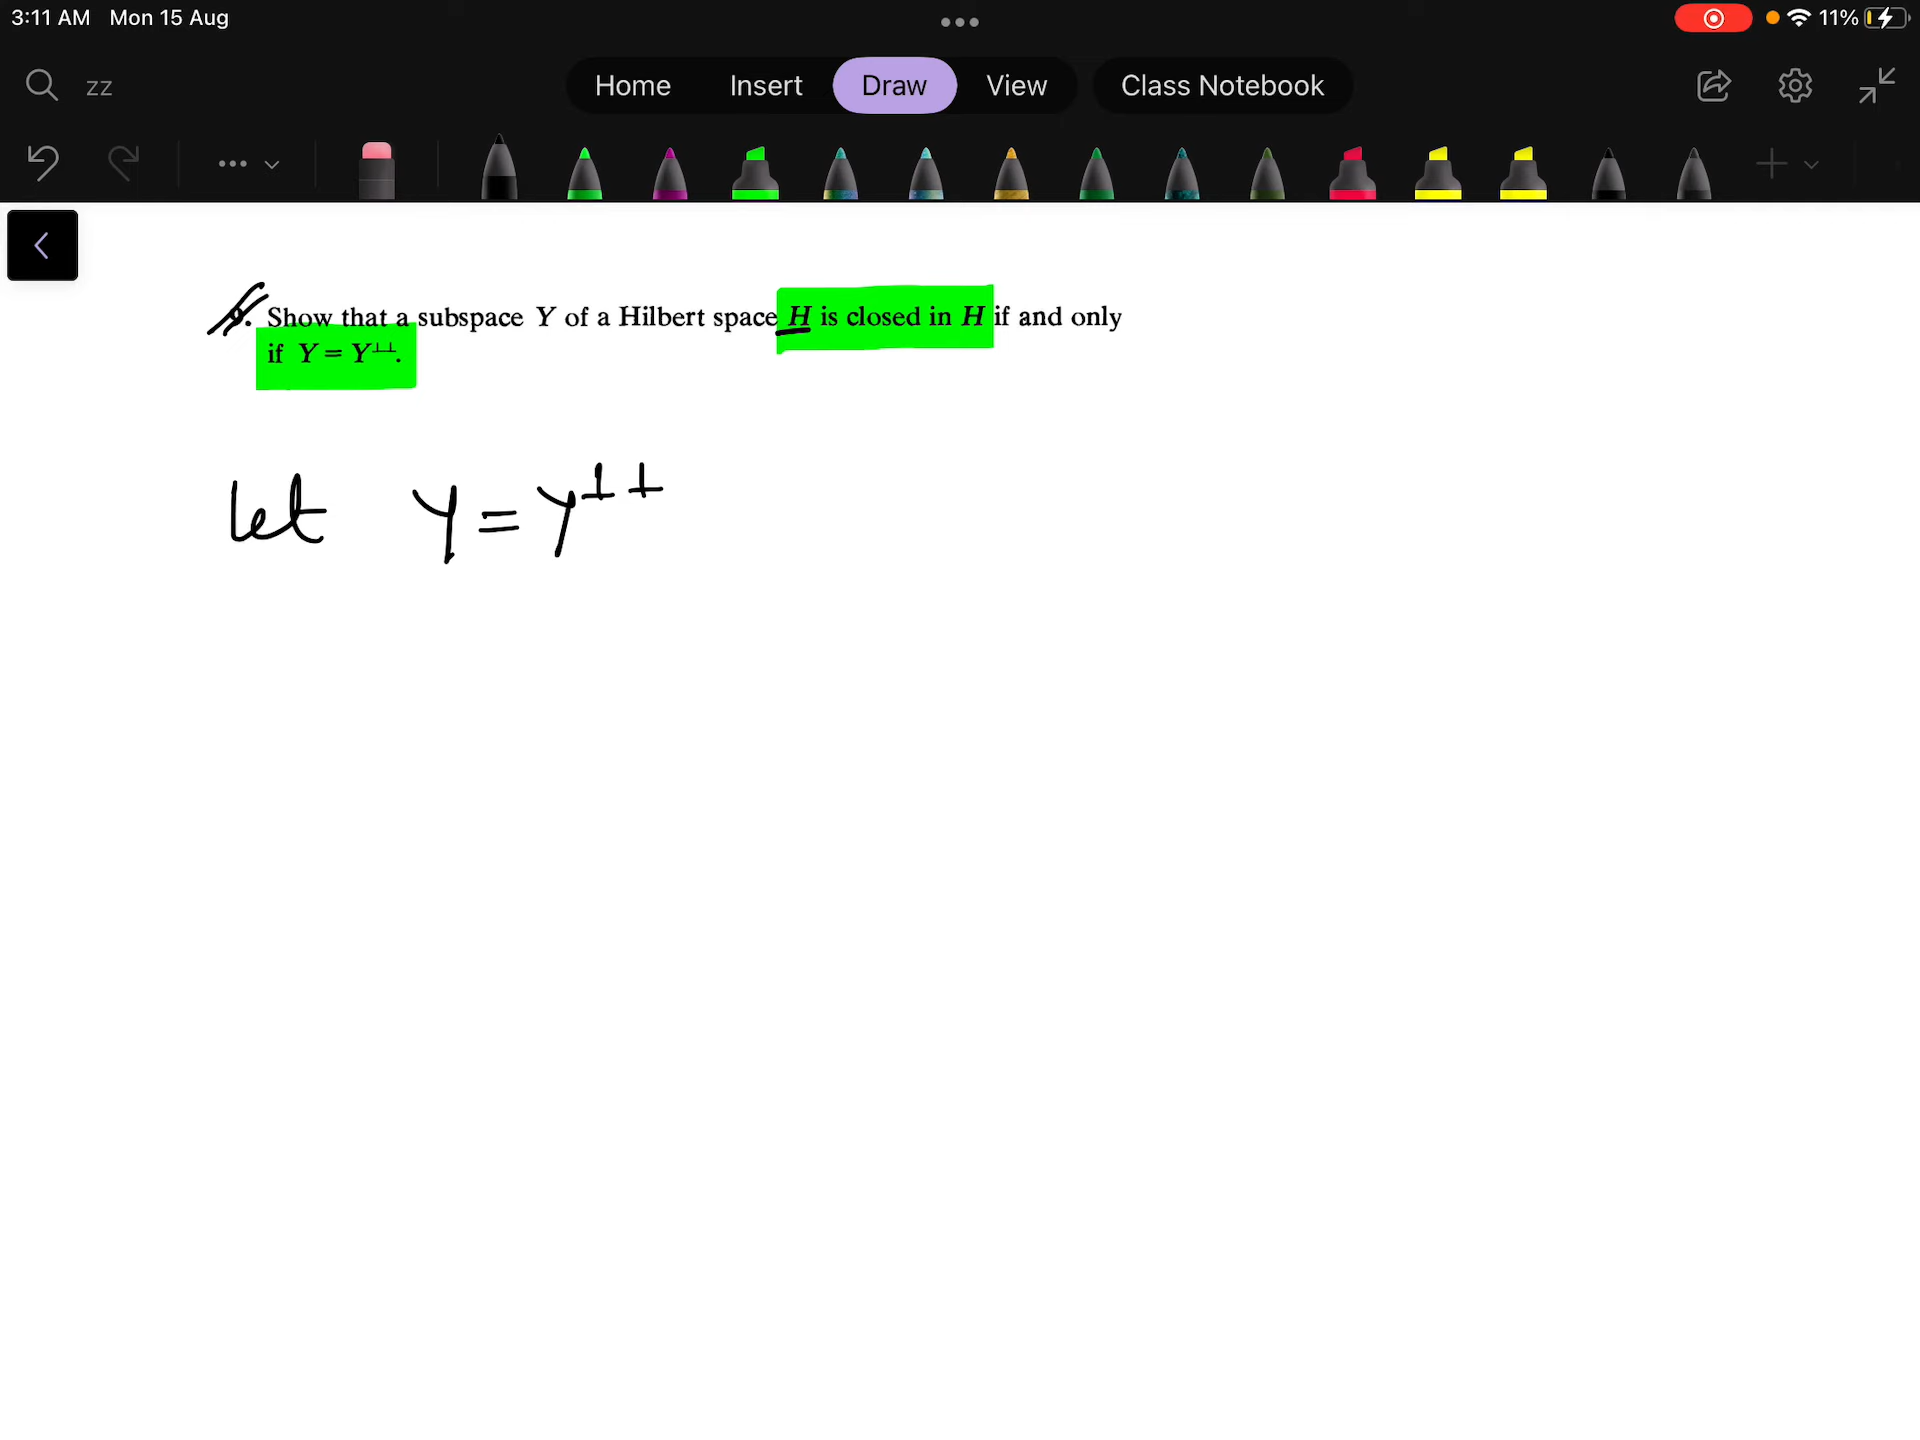 3:11 AM Mon 15 Aug
11%
zz
Home Insert Draw View Class Notebook
9. Show that a subspace Y of a Hilbert space H is closed in H if and only
if Y = Y⊥⊥.
let Y = Y⊥⊥